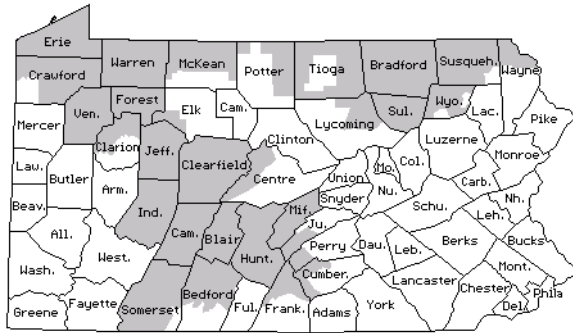 Erie
Crawford
Warren
McKean
Potter
Tioga
Bradford
Susqueh.
Wayne
Ven.
Forest
Elk
Cam.
Lycoming
Sul.
Wyo.
Lac.
Pike
Mercer
Clarion
Jeff.
Clearfield
Clinton
Luzerne
Monroe
Law.
Butler
Arm.
Centre
Union
Mo.
Col.
Carb.
Nh.
Beav.
Ind.
Snyder
Nu.
Schu.
Leh.
All.
West.
Cam.
Blair
Hunt.
Mif.
Ju.
Perry
Dau.
Leb.
Berks
Bucks
Wash.
Cumber.
Lancaster
Mont.
Greene
Fayette
Somerset
Bedford
Ful.
Frank.
Adams
York
Chester
Del.
Phila